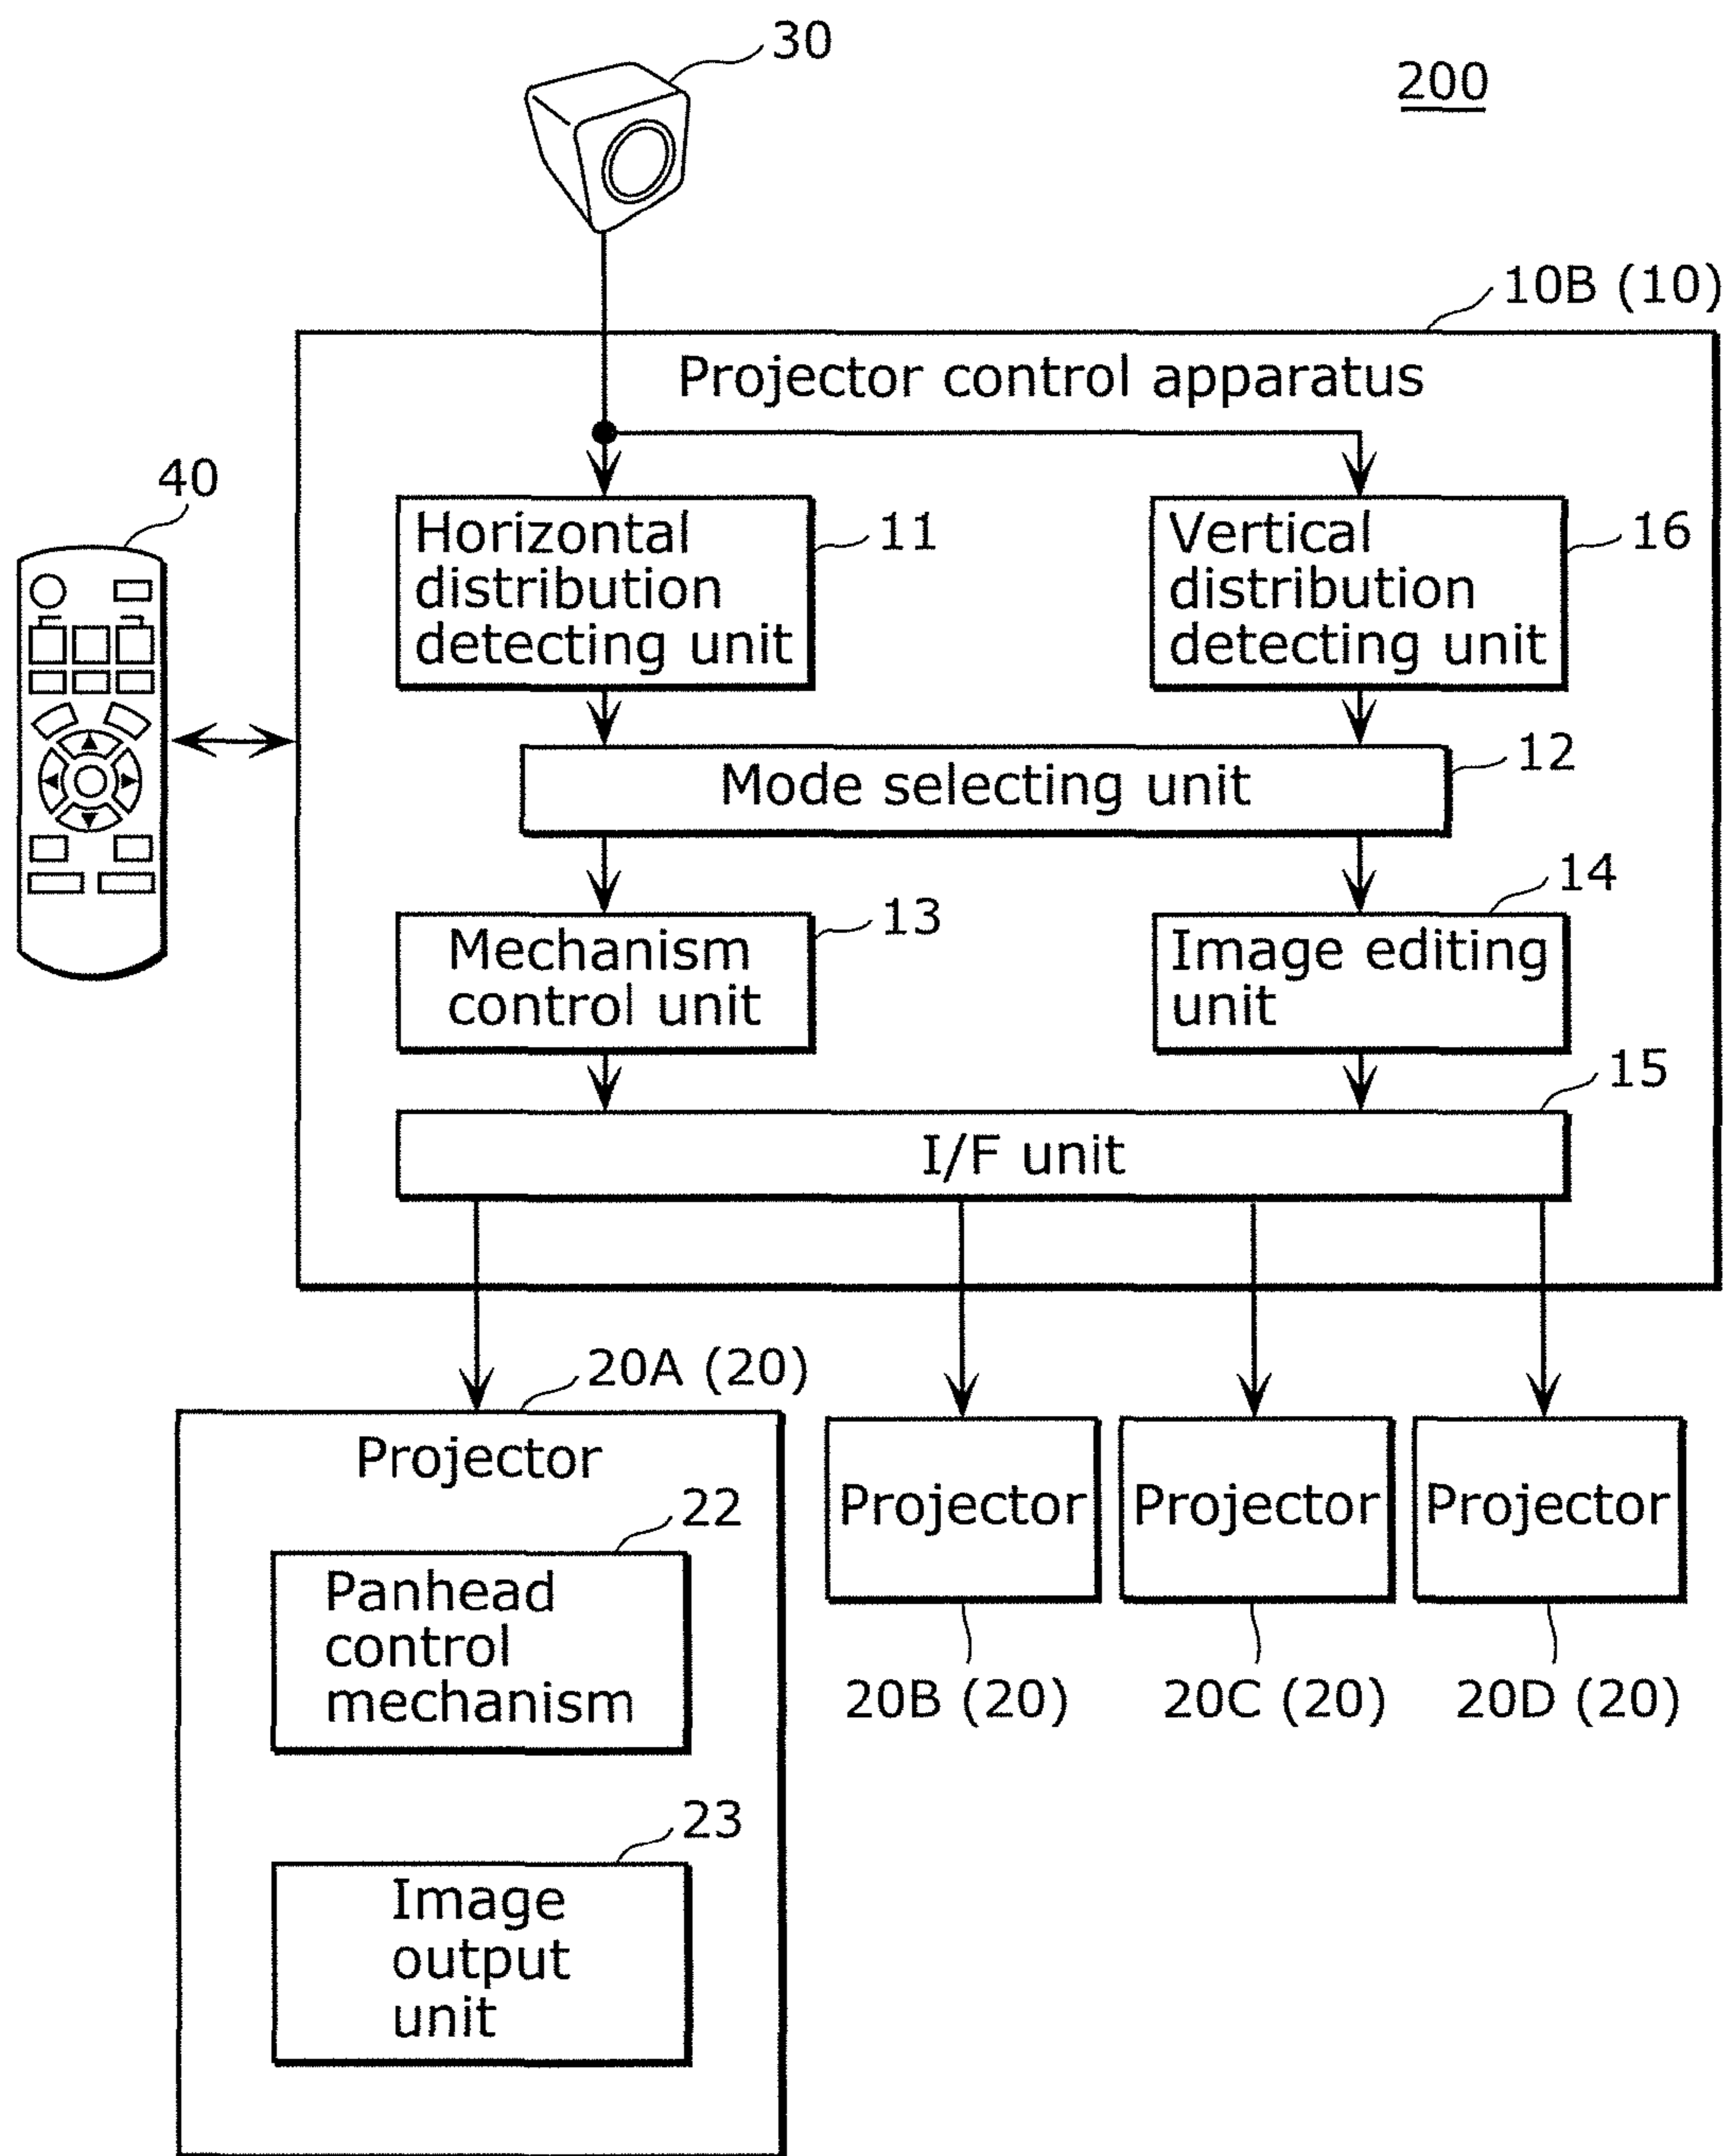 30
200
10B (10)
Projector control apparatus
40
Horizontal
distribution
detecting unit
11
Vertical
distribution
detecting unit
16
Mode selecting unit
12
Mechanism
control unit
13
Image editing
unit
14
I/F unit
15
20A (20)
Projector
22
Panhead
control
mechanism
23
Image
output
unit
Projector
Projector
Projector
20B (20)
20C (20)
20D (20)